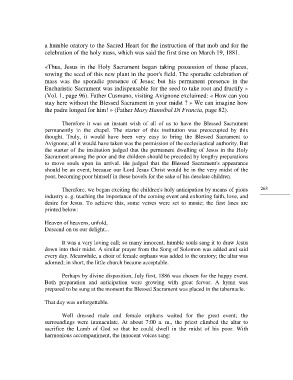 a humble oratory to the Sacred Heart for the instruction of that mob and for the
celebration of the holy mass, which was said the first time on March 19, 1881.
«Thus, Jesus in the Holy Sacrament began taking possession of those places,
sowing the seed of this new plant in the poor's field. The sporadic celebration of
mass was the sporadic presence of Jesus; but his permanent presence in the
Eucharistic Sacrament was indispensable for the seed to take root and fructify »
(Vol. 1, page 96). Father Cusmano, visiting Avignone exclaimed: « How can you
stay here without the Blessed Sacrament in your midst ? » We can imagine how
the padre longed for him! » (Father Mary Hannibal Di Francia, page 82).
Therefore it was an instant wish of all of us to have the Blessed Sacrament
permanently in the chapel. The starter of this institution was preoccupied by this
thought. Truly, it would have been very easy to bring the Blessed Sacrament to
Avignone; all it would have taken was the permission of the ecclesiastical authority. But
the starter of the institution judged that the permanent dwelling of Jesus in the Holy
Sacrament among the poor and the children should be preceded by lengthy preparations
to move souls upon its arrival. He judged that the Blessed Sacrament's appearance
should be an event, because our Lord Jesus Christ would be in the very midst of the
poor, becoming poor himself in these hovels for the sake of his desolate children.
Therefore, we began exciting the children's holy anticipation by means of pious
industry e. g. teaching the importance of the coming event and exhorting faith, love, and
desire for Jesus. To achieve this, some verses were set to music; the first lines are
printed below:
265
Heaven of heavens, unfold,
Descend on us our delight...
It was a very loving call; so many innocent, humble souls sang it to draw Jesus
down into their midst. A similar prayer from the Song of Solomon was added and said
every day. Meanwhile, a choir of female orphans was added to the oratory; the altar was
adorned; in short, the little church became acceptable.
Perhaps by divine disposition, July first, 1886 was chosen for the happy event.
Both preparation and anticipation were growing with great fervor. A hymn was
prepared to be sung at the moment the Blessed Sacrament was placed in the tabernacle.
That day was unforgettable.
Well dressed male and female orphans waited for the great event; the
surroundings were immaculate. At about 7:00 a. m., the priest climbed the altar to
sacrifice the Lamb of God so that he could dwell in the midst of his poor. With
harmonious accompaniment, the innocent voices sang: